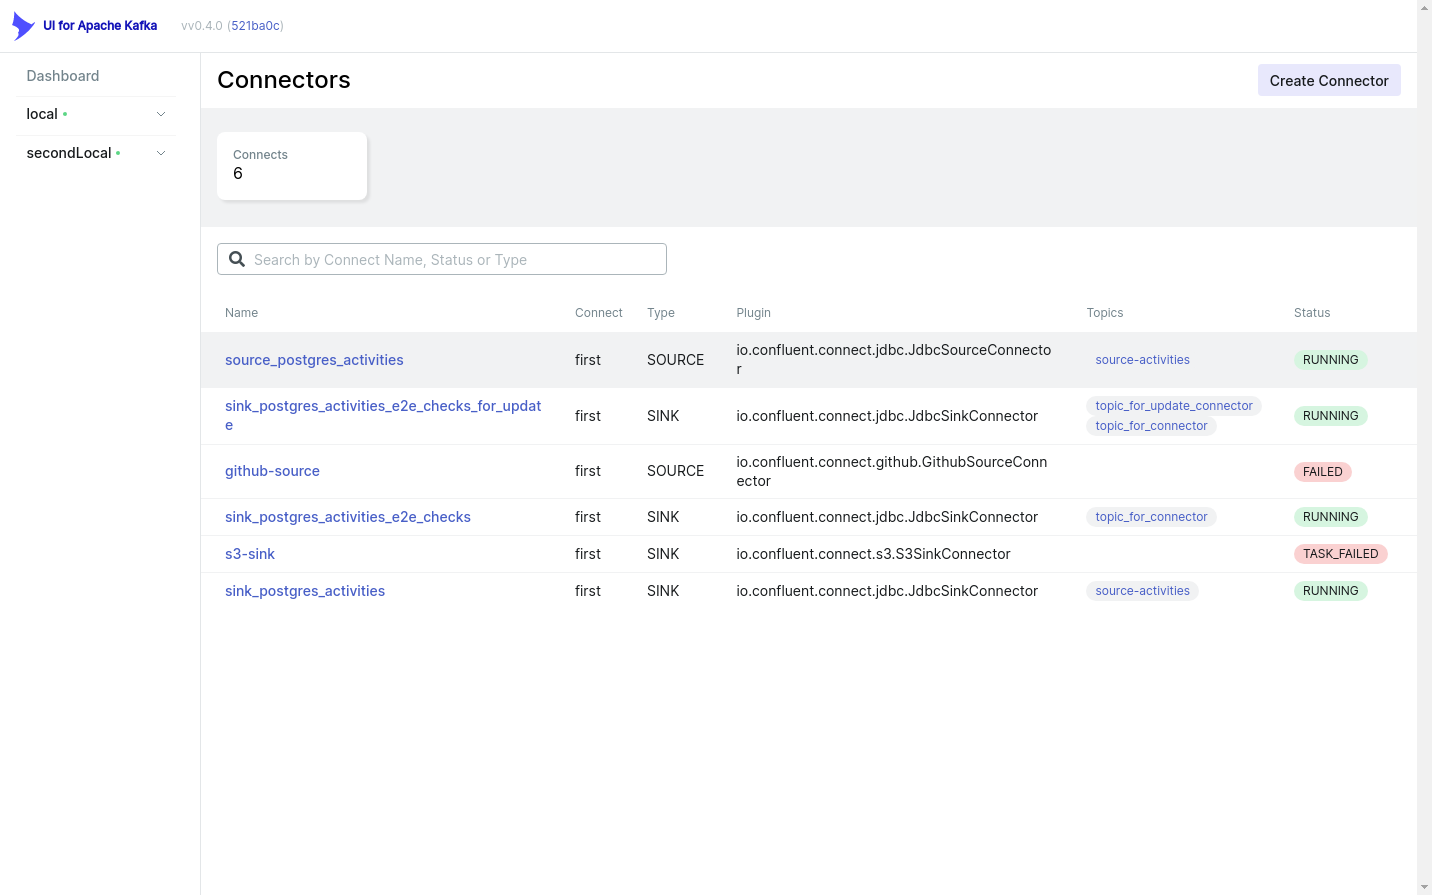 UI for Apache Kafka vv0.4.0 (521ba0c)
Dashboard
local
secondLocal
Connectors
Create Connector
Connects
6
Search by Connect Name, Status or Type
Name Connect Type Plugin Topics Status
source_postgres_activities first SOURCE io.confluent.connect.jdbc.JdbcSourceConnecto
r source-activities RUNNING
sink_postgres_activities_e2e_checks_for_updat
e first SINK io.confluent.connect.jdbc.JdbcSinkConnector topic_for_update_connector
topic_for_connector RUNNING
github-source first SOURCE io.confluent.connect.github.GithubSourceConn
ector FAILED
sink_postgres_activities_e2e_checks first SINK io.confluent.connect.jdbc.JdbcSinkConnector topic_for_connector RUNNING
s3-sink first SINK io.confluent.connect.s3.S3SinkConnector TASK_FAILED
sink_postgres_activities first SINK io.confluent.connect.jdbc.JdbcSinkConnector source-activities RUNNING